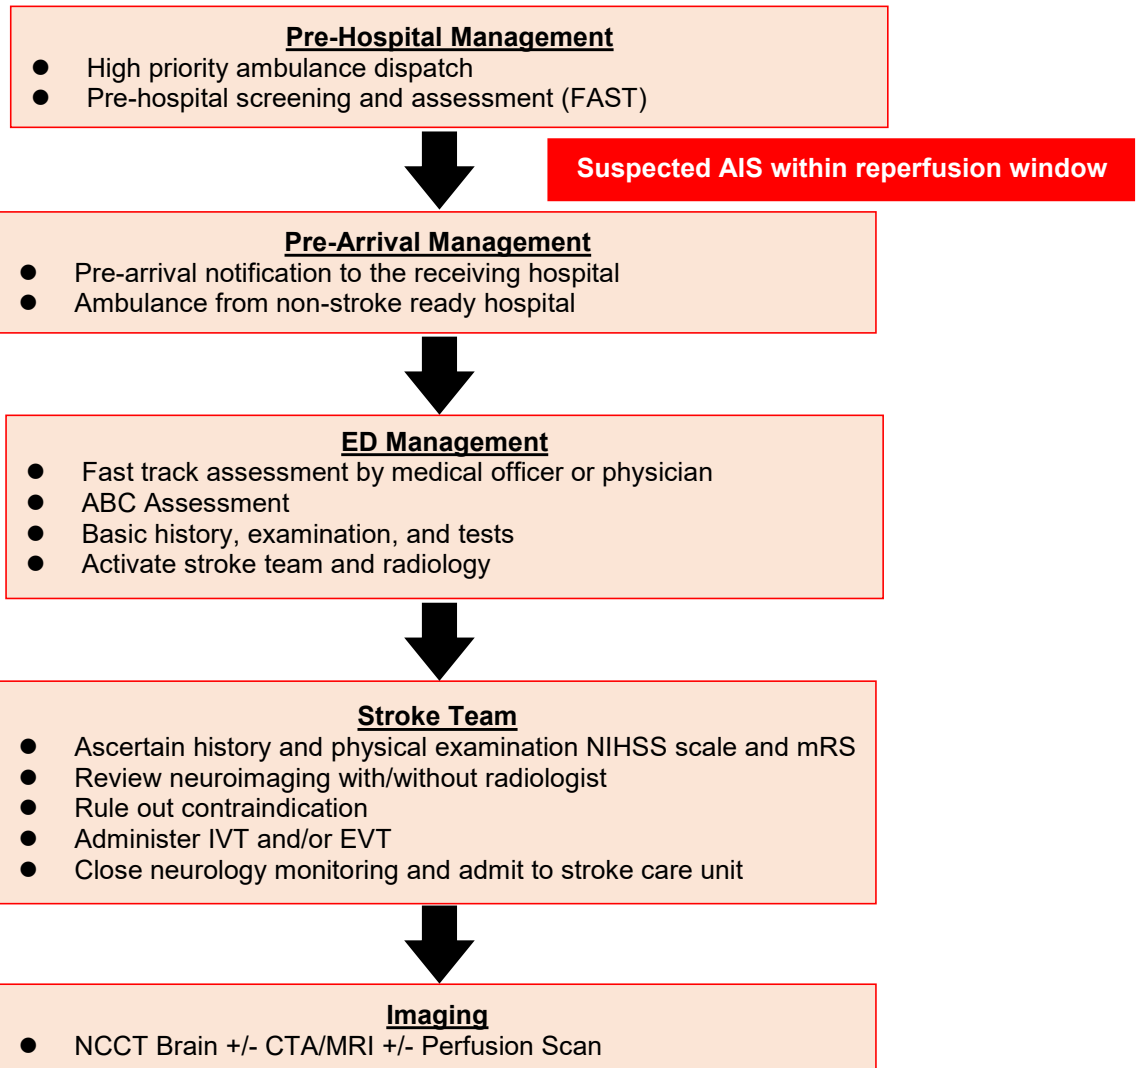 Pre-Hospital Management
● High priority ambulance dispatch
● Pre-hospital screening and assessment (FAST)
Suspected AIS within reperfusion window
Pre-Arrival Management
● Pre-arrival notification to the receiving hospital
● Ambulance from non-stroke ready hospital
ED Management
● Fast track assessment by medical officer or physician
● ABC Assessment
● Basic history, examination, and tests
● Activate stroke team and radiology
Stroke Team
● Ascertain history and physical examination NIHSS scale and mRS
● Review neuroimaging with/without radiologist
● Rule out contraindication
● Administer IVT and/or EVT
● Close neurology monitoring and admit to stroke care unit
Imaging
● NCCT Brain +/- CTA/MRI +/- Perfusion Scan